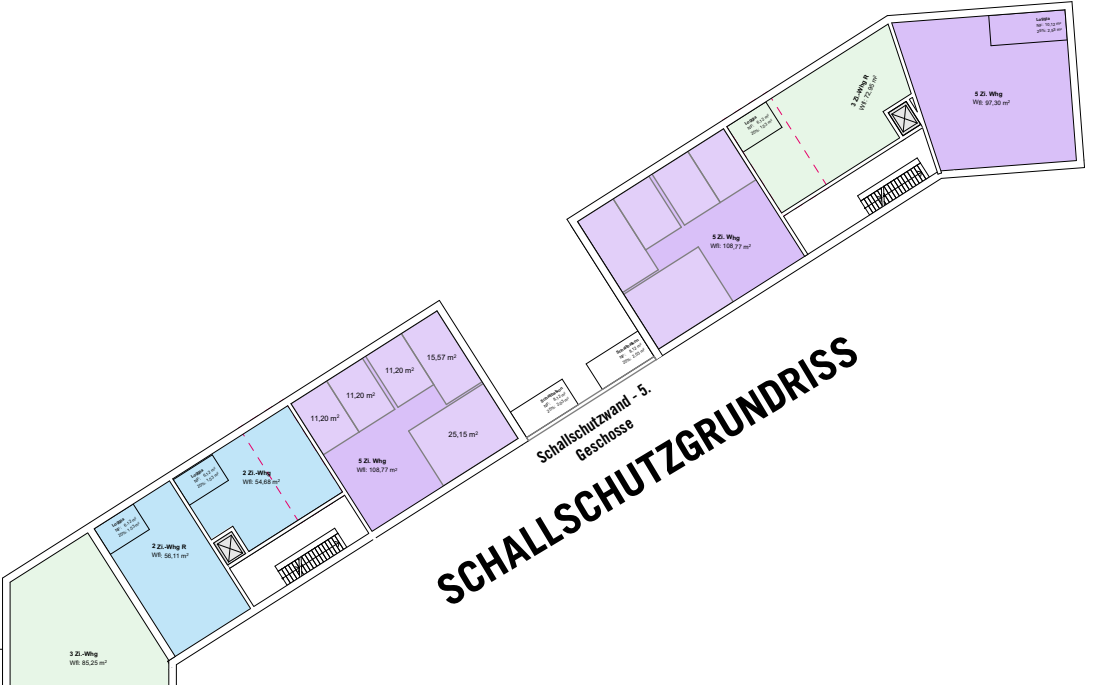 Loggia
5 Zi. Whg
Wfl: 97,30 m²
3 Zi.-Whg R
Wfl: 72,95 m²
Loggia
5 Zi. Whg
Wfl: 108,77 m²
15,57 m²
11,20 m²
11,20 m²
11,20 m²
25,15 m²
5 Zi. Whg
Wfl: 108,77 m²
Schallschutzwand - 5.
Geschosse
SCHALLSCHUTZGRUNDRISS
Loggia
2 Zi.-Whg
Wfl: 54,68 m²
Loggia
2 Zi.-Whg R
Wfl: 56,11 m²
3 Zi.-Whg
Wfl: 85,25 m²